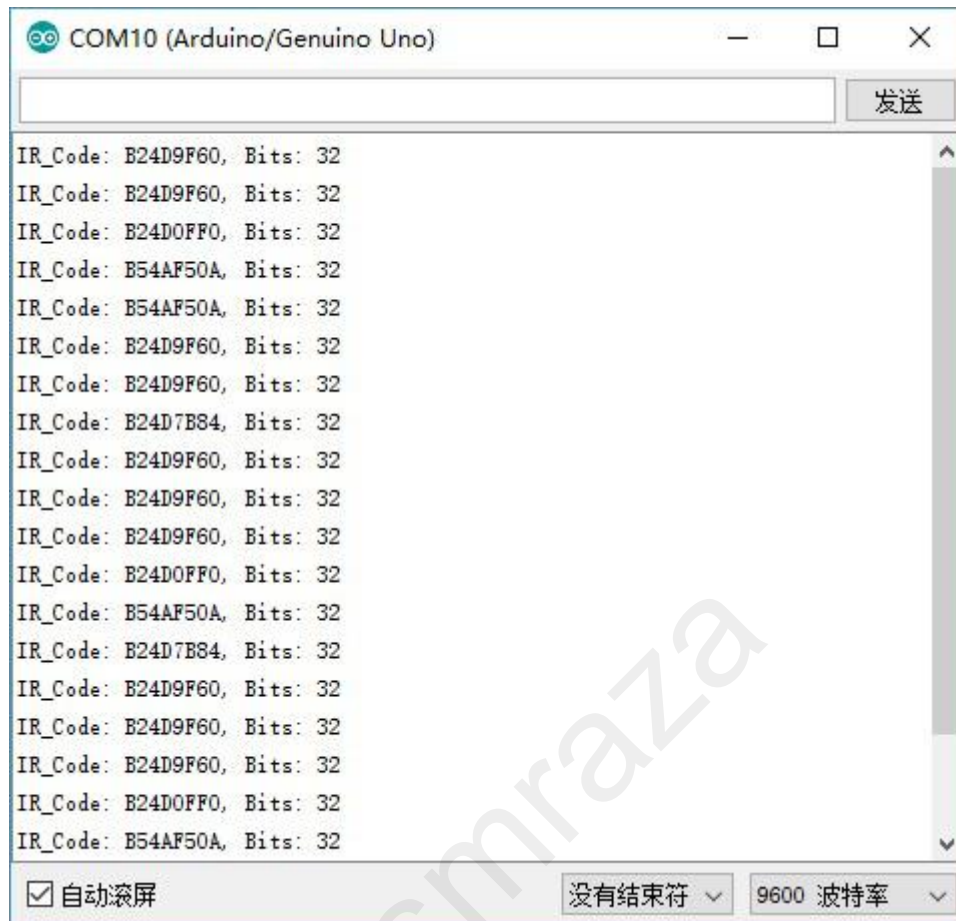 COM10 (Arduino/Genuino Uno)
发送
IR_Code: B24D9F60, Bits: 32
IR_Code: B24D9F60, Bits: 32
IR_Code: B24D0FF0, Bits: 32
IR_Code: B54AF50A, Bits: 32
IR_Code: B54AF50A, Bits: 32
IR_Code: B24D9F60, Bits: 32
IR_Code: B24D9F60, Bits: 32
IR_Code: B24D7B84, Bits: 32
IR_Code: B24D9F60, Bits: 32
IR_Code: B24D9F60, Bits: 32
IR_Code: B24D9F60, Bits: 32
IR_Code: B24D0FF0, Bits: 32
IR_Code: B54AF50A, Bits: 32
IR_Code: B24D7B84, Bits: 32
IR_Code: B24D9F60, Bits: 32
IR_Code: B24D9F60, Bits: 32
IR_Code: B24D9F60, Bits: 32
IR_Code: B24D0FF0, Bits: 32
IR_Code: B54AF50A, Bits: 32
自动滚屏 没有结束符 9600 波特率
smraza